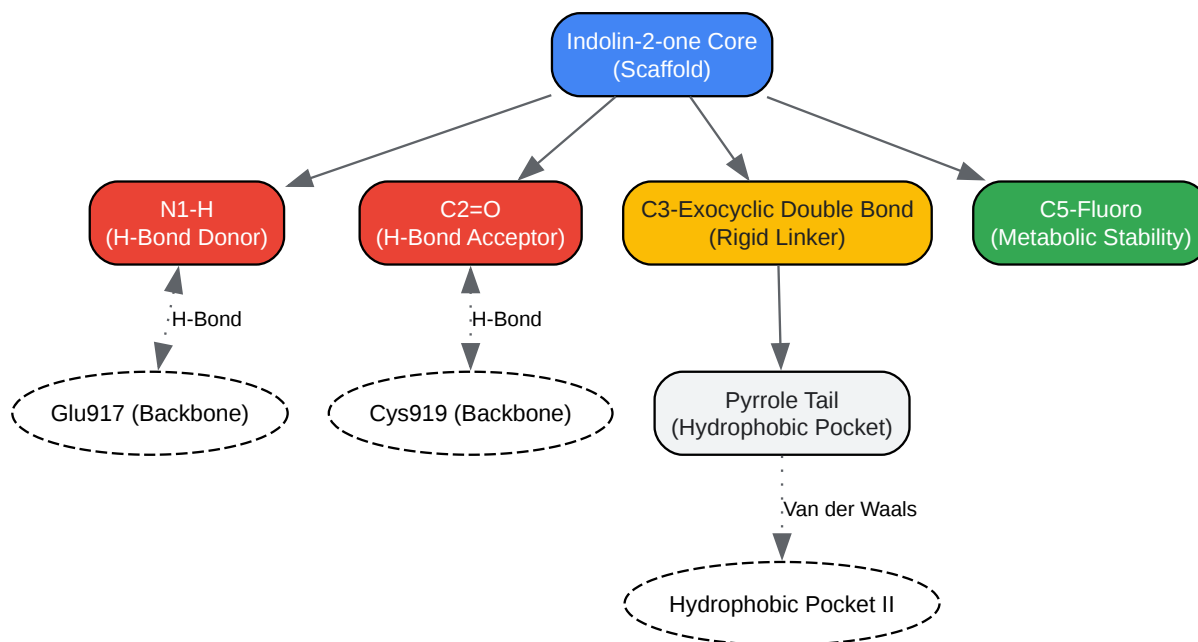 Indolin-2-one Core
(Scaffold)
N1-H
(H-Bond Donor)
C2=O
(H-Bond Acceptor)
C3-Exocyclic Double Bond
(Rigid Linker)
C5-Fluoro
(Metabolic Stability)
H-Bond
H-Bond
Glu917 (Backbone)
Cys919 (Backbone)
Pyrrole Tail
(Hydrophobic Pocket)
Van der Waals
Hydrophobic Pocket II